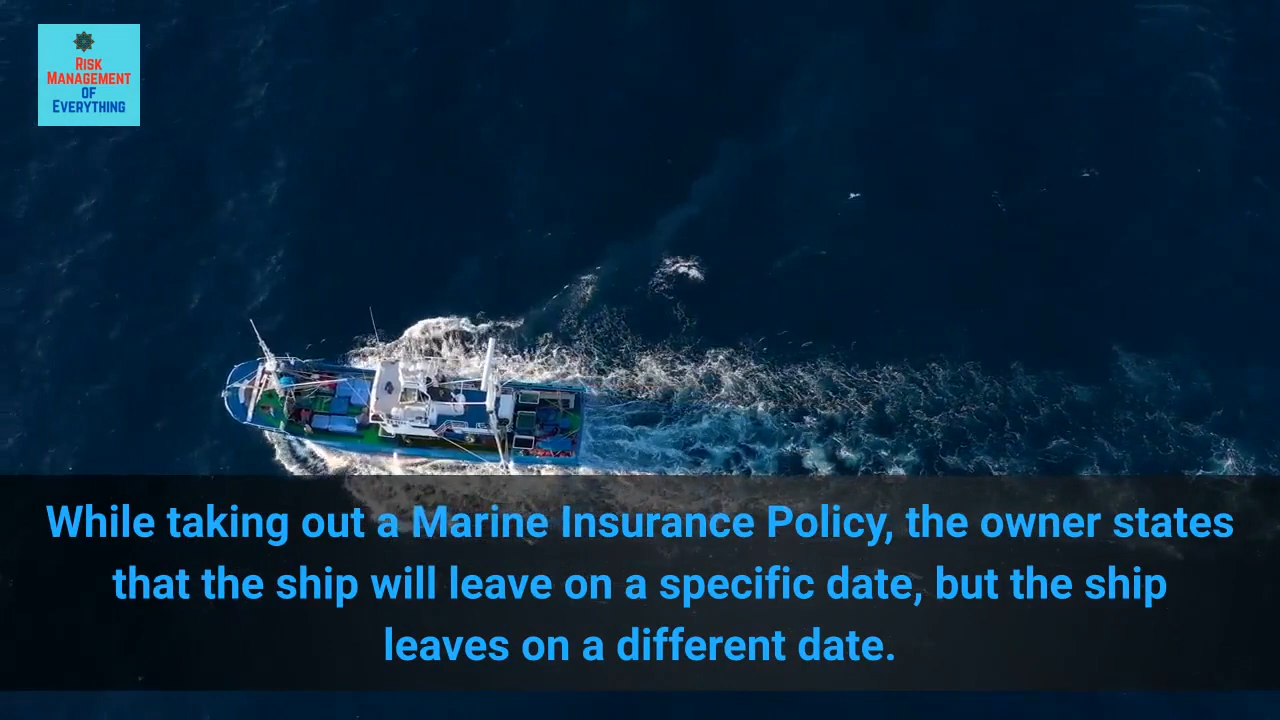 Risk
Management
of
Everything
While taking out a Marine Insurance Policy, the owner states
that the ship will leave on a specific date, but the ship
leaves on a different date.